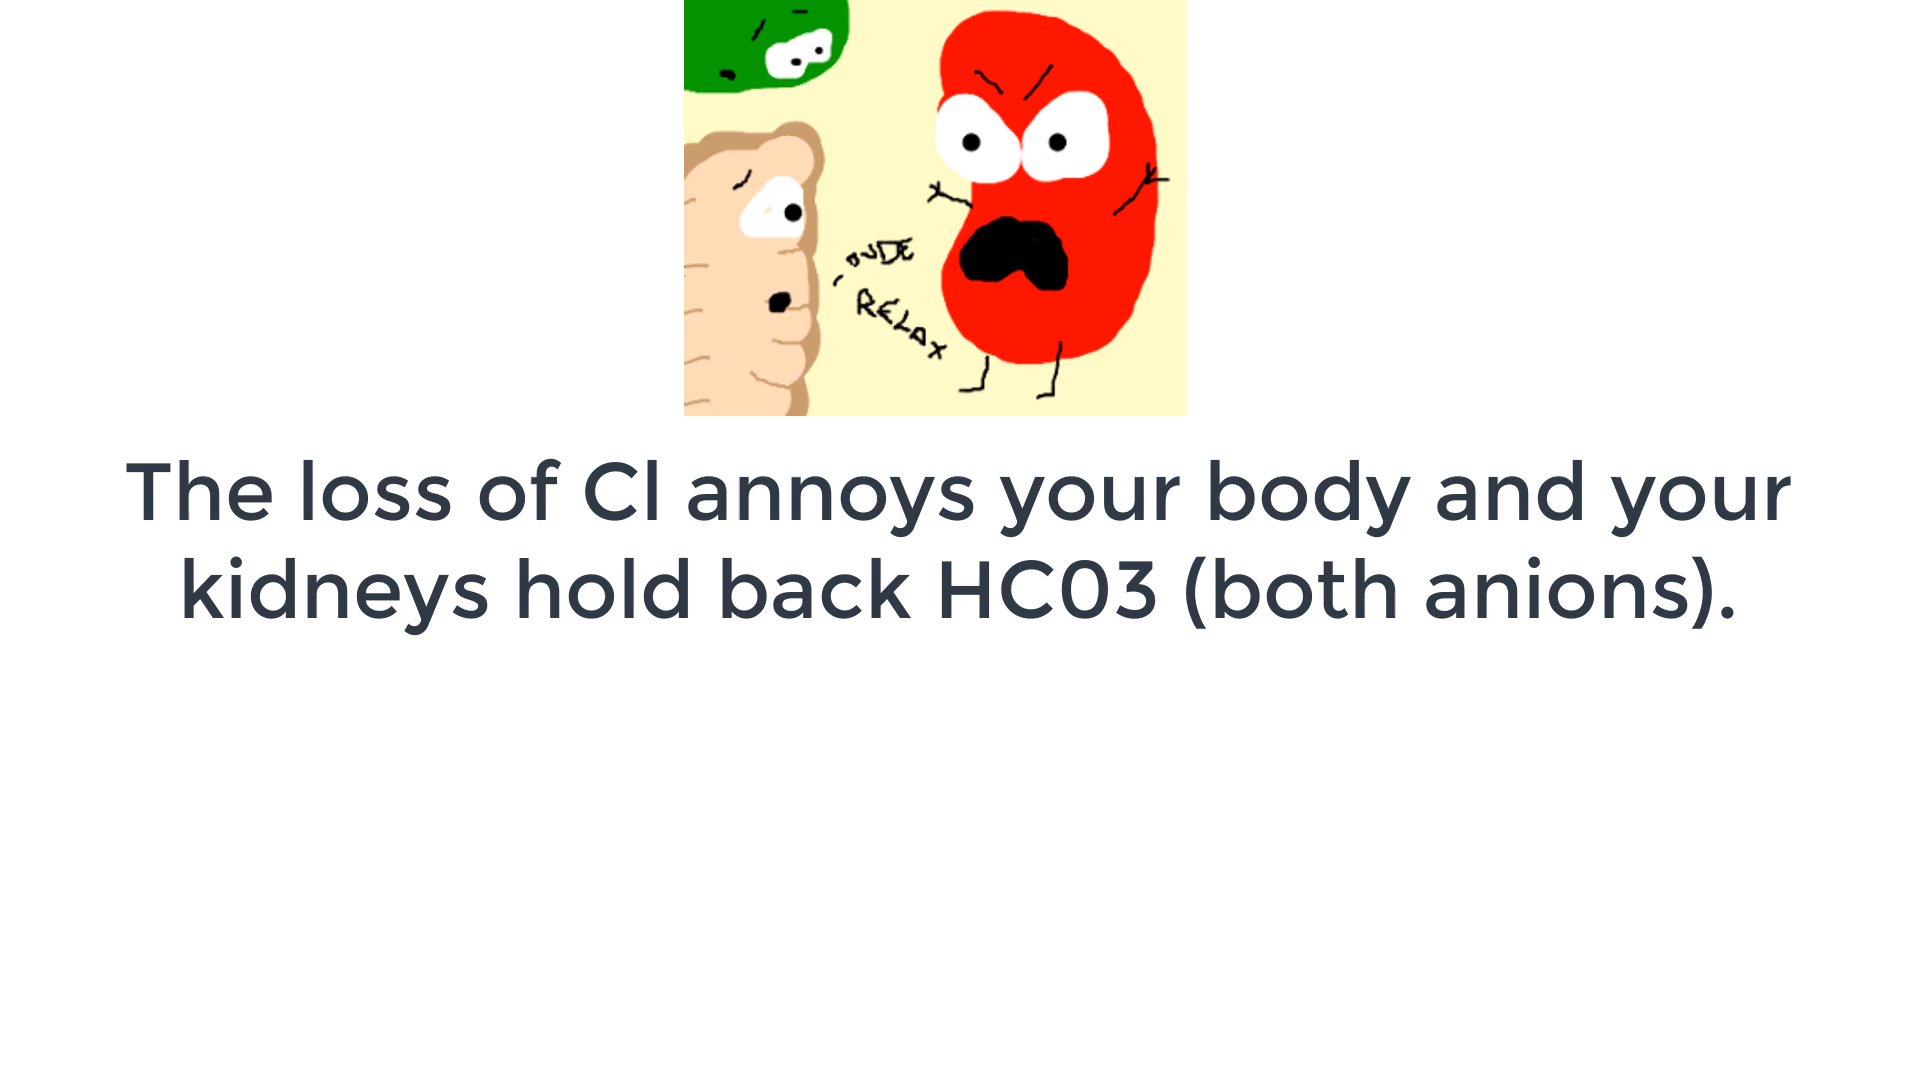 DUDE
RELAX
The loss of Cl annoys your body and your
kidneys hold back HC03 (both anions).